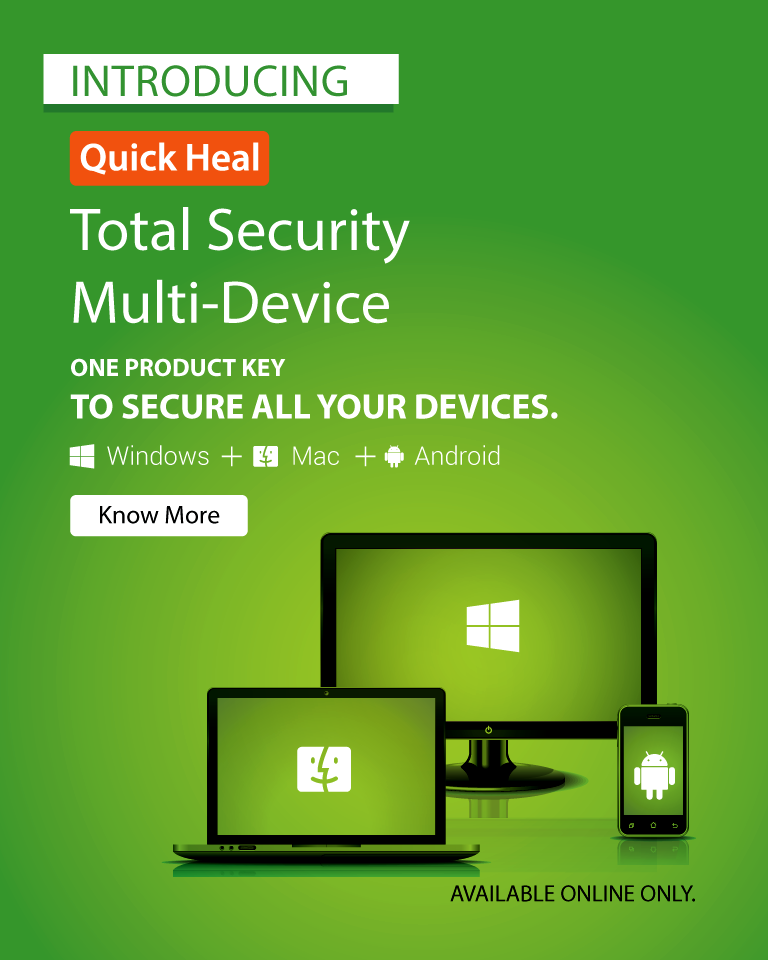 INTRODUCING
Quick Heal
Total Security
Multi-Device
ONE PRODUCT KEY
TO SECURE ALL YOUR DEVICES.
Windows + Mac + Android
Know More
AVAILABLE ONLINE ONLY.